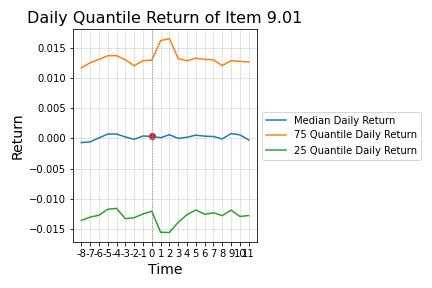 Daily Quantile Return of Item 9.01
Return
0.015
0.010
0.005
0.000
−0.005
−0.010
−0.015
-8 -7 -6 -5 -4 -3 -2 -1 0 1 2 3 4 5 6 7 8 9 10 11
Time
Median Daily Return
75 Quantile Daily Return
25 Quantile Daily Return